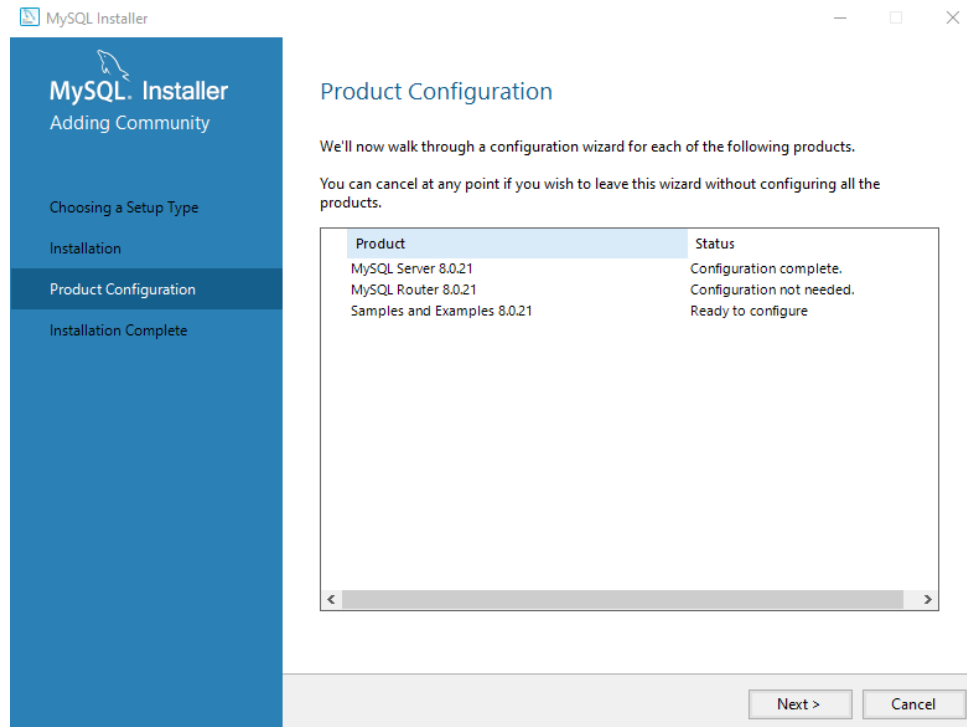 MySQL Installer
MySQL. Installer
Adding Community
Choosing a Setup Type
Installation
Product Configuration
Installation Complete
Product Configuration
We'll now walk through a configuration wizard for each of the following products.
You can cancel at any point if you wish to leave this wizard without configuring all the
products.
Product Status
MySQL Server 8.0.21 Configuration complete.
MySQL Router 8.0.21 Configuration not needed.
Samples and Examples 8.0.21 Ready to configure
Next > Cancel